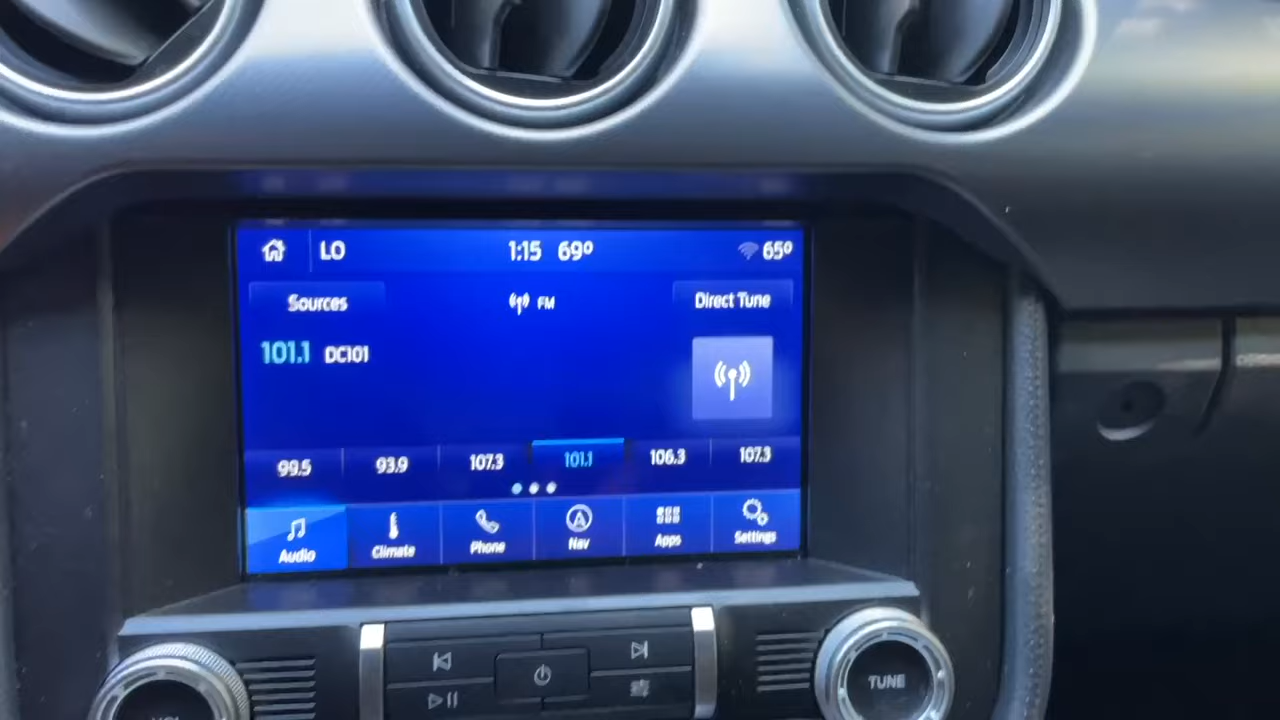 LO 1:15 69° 65°
Sources FM Direct Tune
101.1 DC101
99.5 93.9 107.3 101.1 106.3 107.3
Audio Climate Phone Nav Apps Settings
VOL TUNE